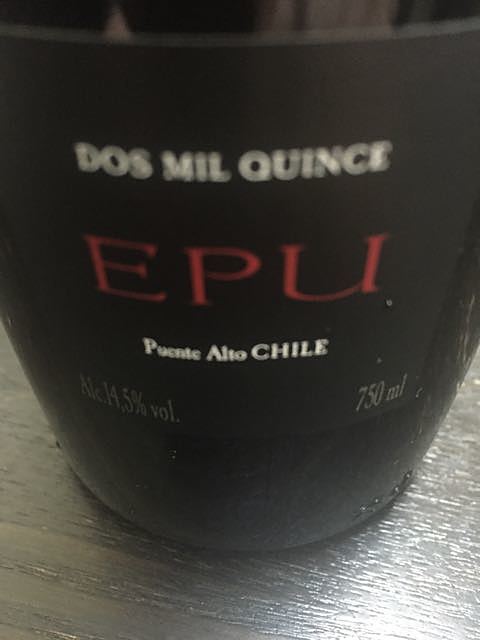 DOS MIL QUINCE
EPU
Puente Alto CHILE
Alc.14,5% vol. 750 ml